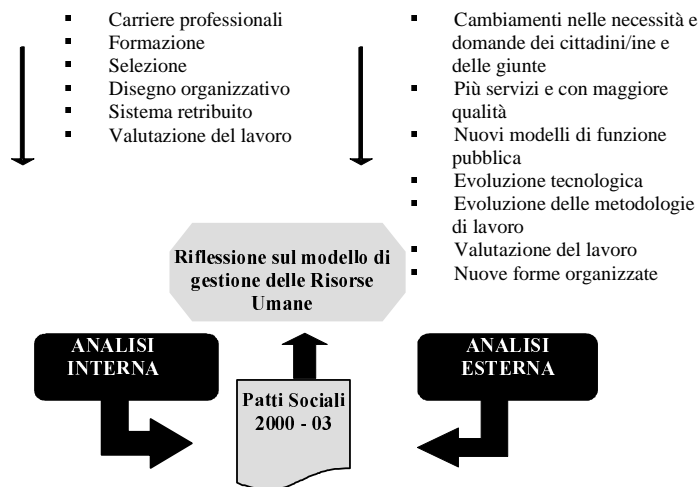 ▪ Carriere professionali
▪ Formazione
▪ Selezione
▪ Disegno organizzativo
▪ Sistema retribuito
▪ Valutazione del lavoro
▪ Cambiamenti nelle necessità e
domande dei cittadini/ine e
delle giunte
▪ Più servizi e con maggiore
qualità
▪ Nuovi modelli di funzione
pubblica
▪ Evoluzione tecnologica
▪ Evoluzione delle metodologie
di lavoro
▪ Valutazione del lavoro
▪ Nuove forme organizzate
Riflessione sul modello di
gestione delle Risorse
Umane
ANALISI
INTERNA
Patti Sociali
2000 - 03
ANALISI
ESTERNA